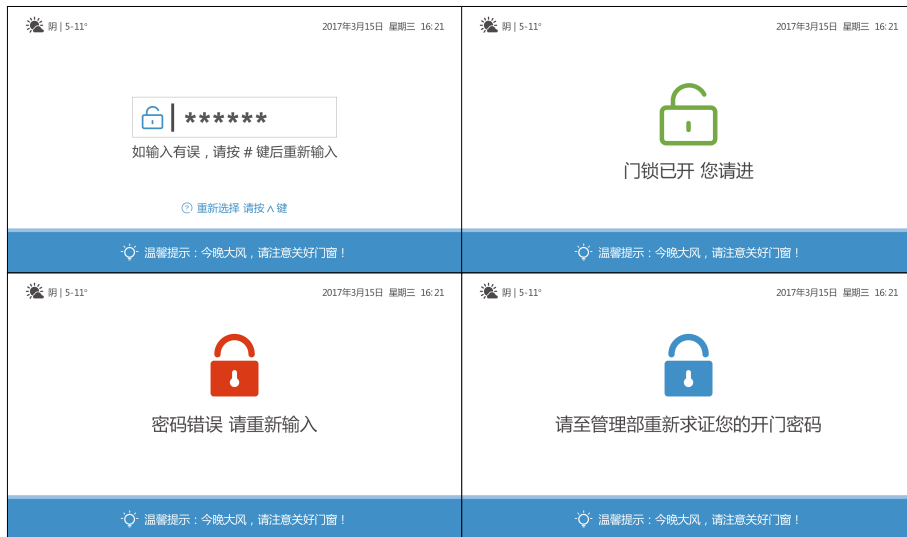 阴 | 5-11° 2017年3月15日 星期三 16:21
******
如输入有误，请按 # 键后重新输入
? 重新选择 请按 ∧ 键
温馨提示：今晚大风，请注意关好门窗！
阴 | 5-11° 2017年3月15日 星期三 16:21
门锁已开 您请进
温馨提示：今晚大风，请注意关好门窗！
阴 | 5-11° 2017年3月15日 星期三 16:21
密码错误 请重新输入
温馨提示：今晚大风，请注意关好门窗！
阴 | 5-11° 2017年3月15日 星期三 16:21
请至管理部重新求证您的开门密码
温馨提示：今晚大风，请注意关好门窗！